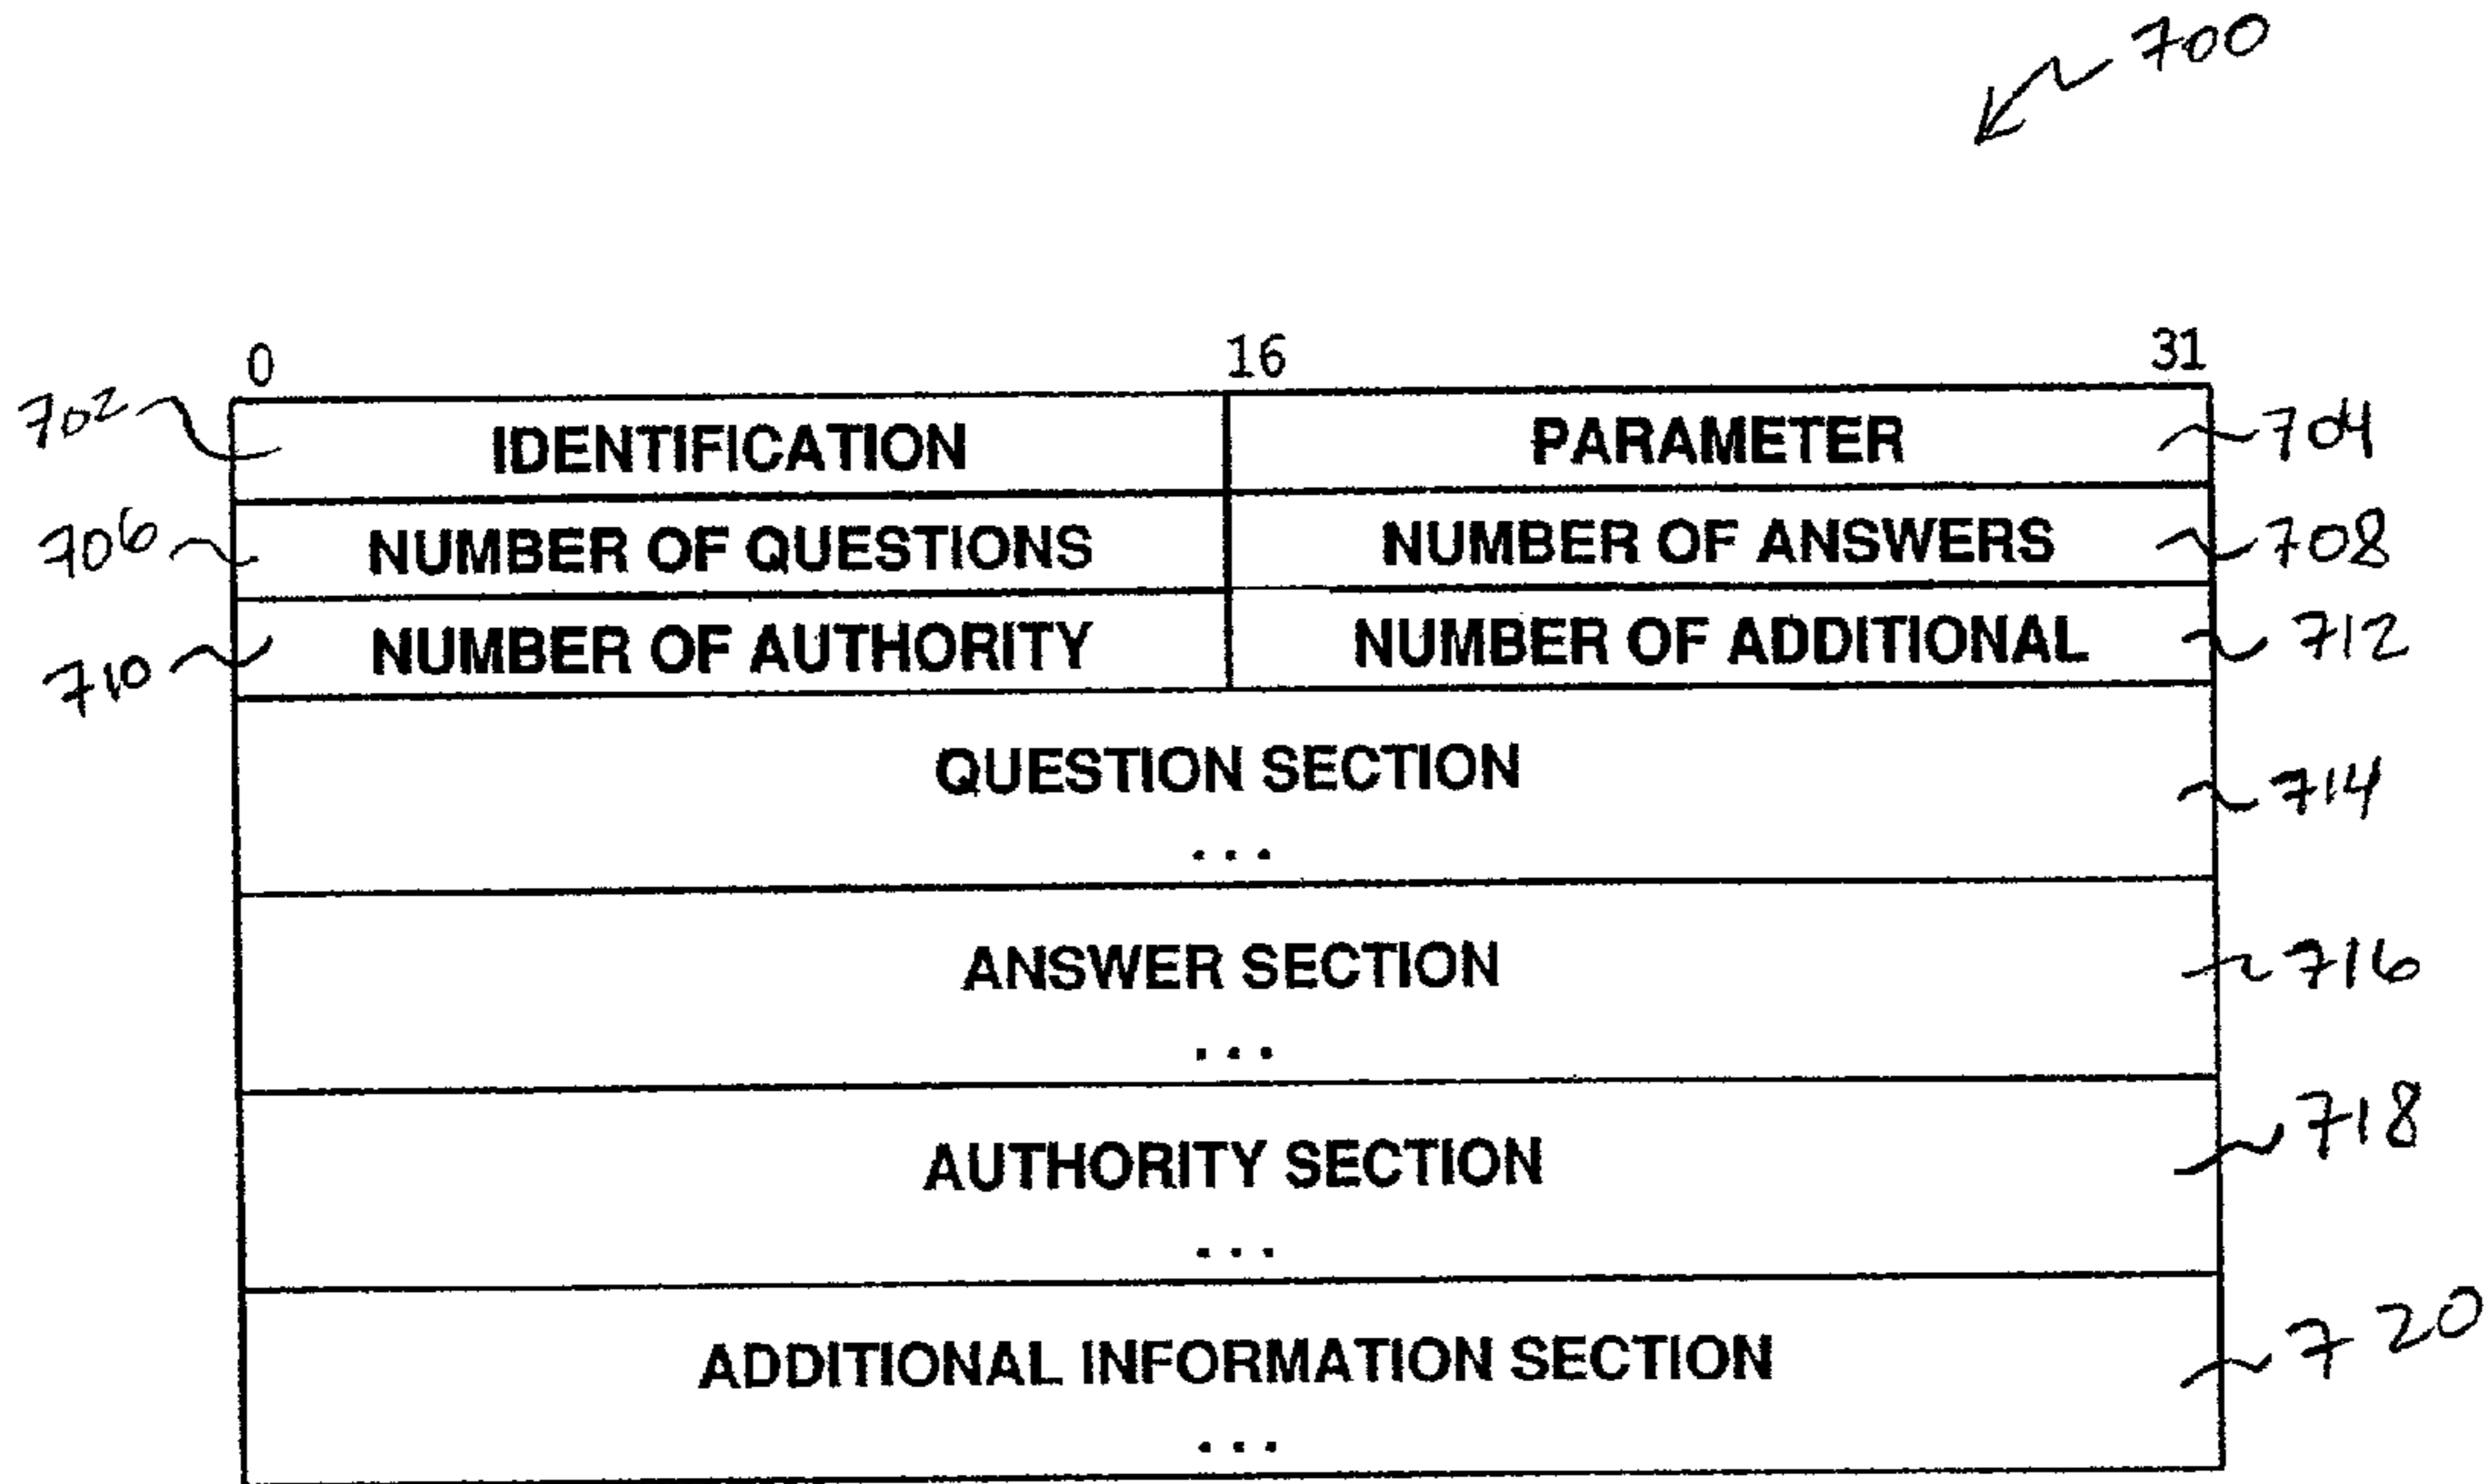 700
0 16 31
702 IDENTIFICATION PARAMETER 704
706 NUMBER OF QUESTIONS NUMBER OF ANSWERS 708
710 NUMBER OF AUTHORITY NUMBER OF ADDITIONAL 712
QUESTION SECTION 714
...
ANSWER SECTION 716
...
AUTHORITY SECTION 718
...
ADDITIONAL INFORMATION SECTION 720
...